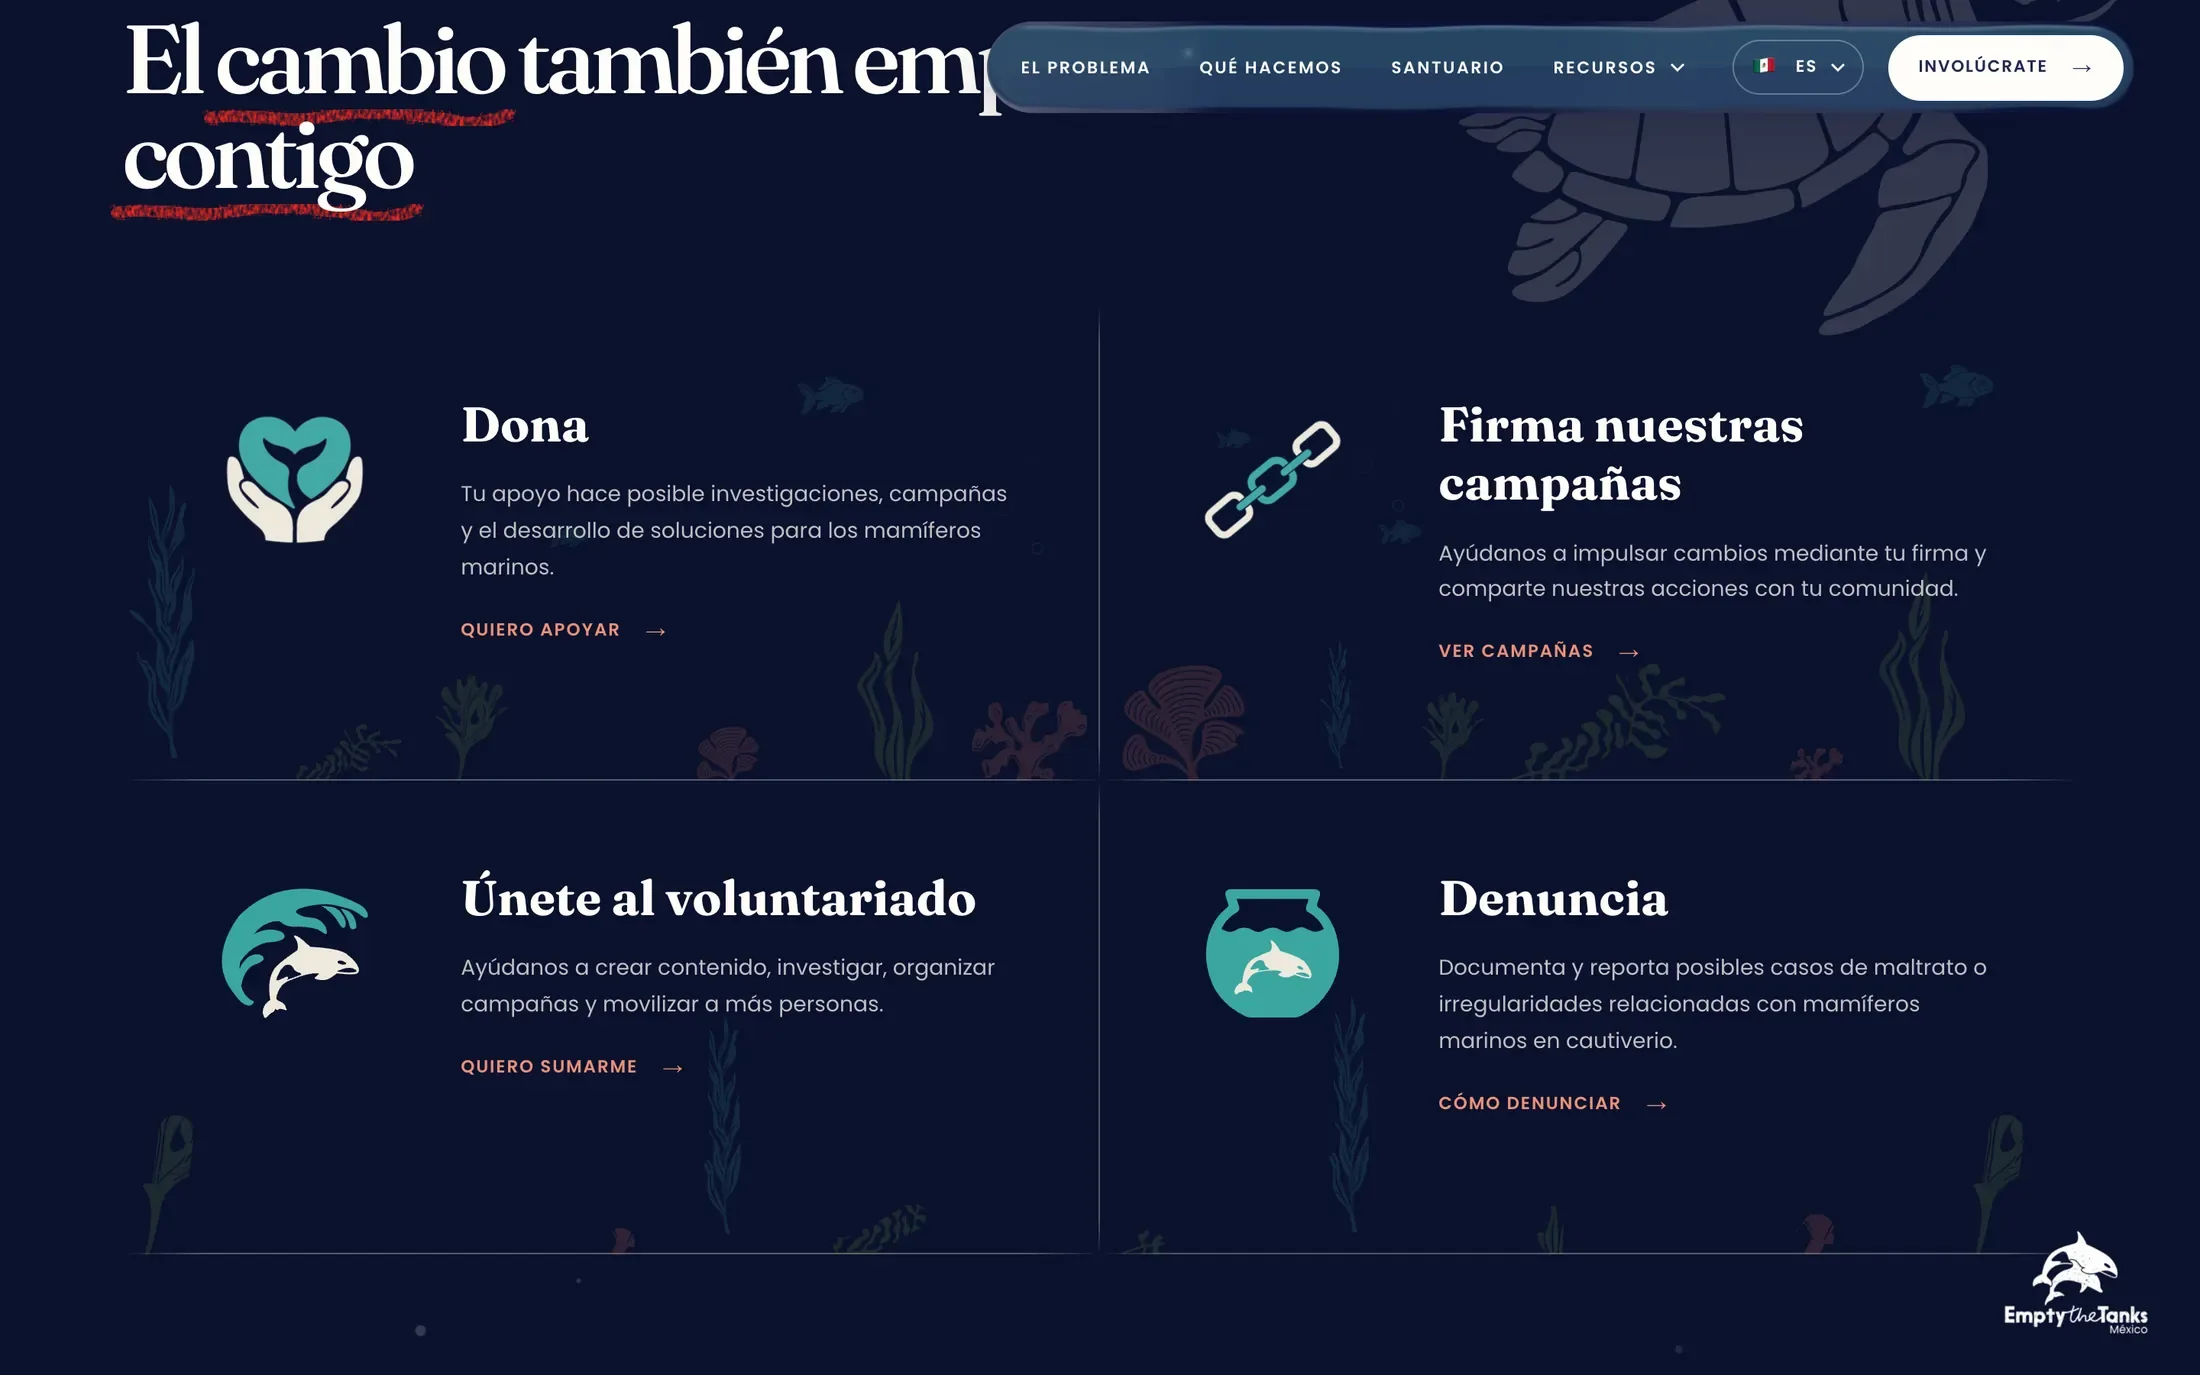 El cambio también
contigo
EL PROBLEMA
QUÉ HACEMOS
SANTUARIO
RECURSOS
ES
INVOLÚCRATE →
Dona
Tu apoyo hace posible investigaciones, campañas
y el desarrollo de soluciones para los mamíferos
marinos.
QUIERO APOYAR →
Firma nuestras
campañas
Ayúdanos a impulsar cambios mediante tu firma y
comparte nuestras acciones con tu comunidad.
VER CAMPAÑAS →
Únete al voluntariado
Ayúdanos a crear contenido, investigar, organizar
campañas y movilizar a más personas.
QUIERO SUMARME →
Denuncia
Documenta y reporta posibles casos de maltrato o
irregularidades relacionadas con mamíferos
marinos en cautiverio.
CÓMO DENUNCIAR →
Empty the Tanks
México